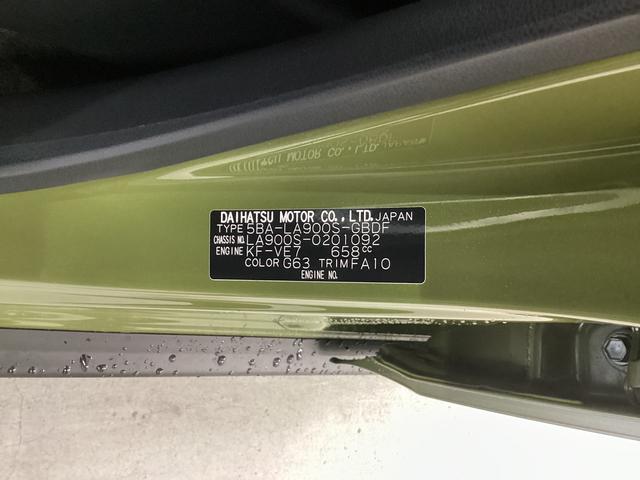 DAIHATSU MOTOR CO., LTD. JAPAN
TYPE 5BA-LA900S-GBDF
CHASSIS NO. LA900S-0201092
ENGINE KF-VE7 658cc
COLOR G63 TRIM FA10
ENGINE NO.